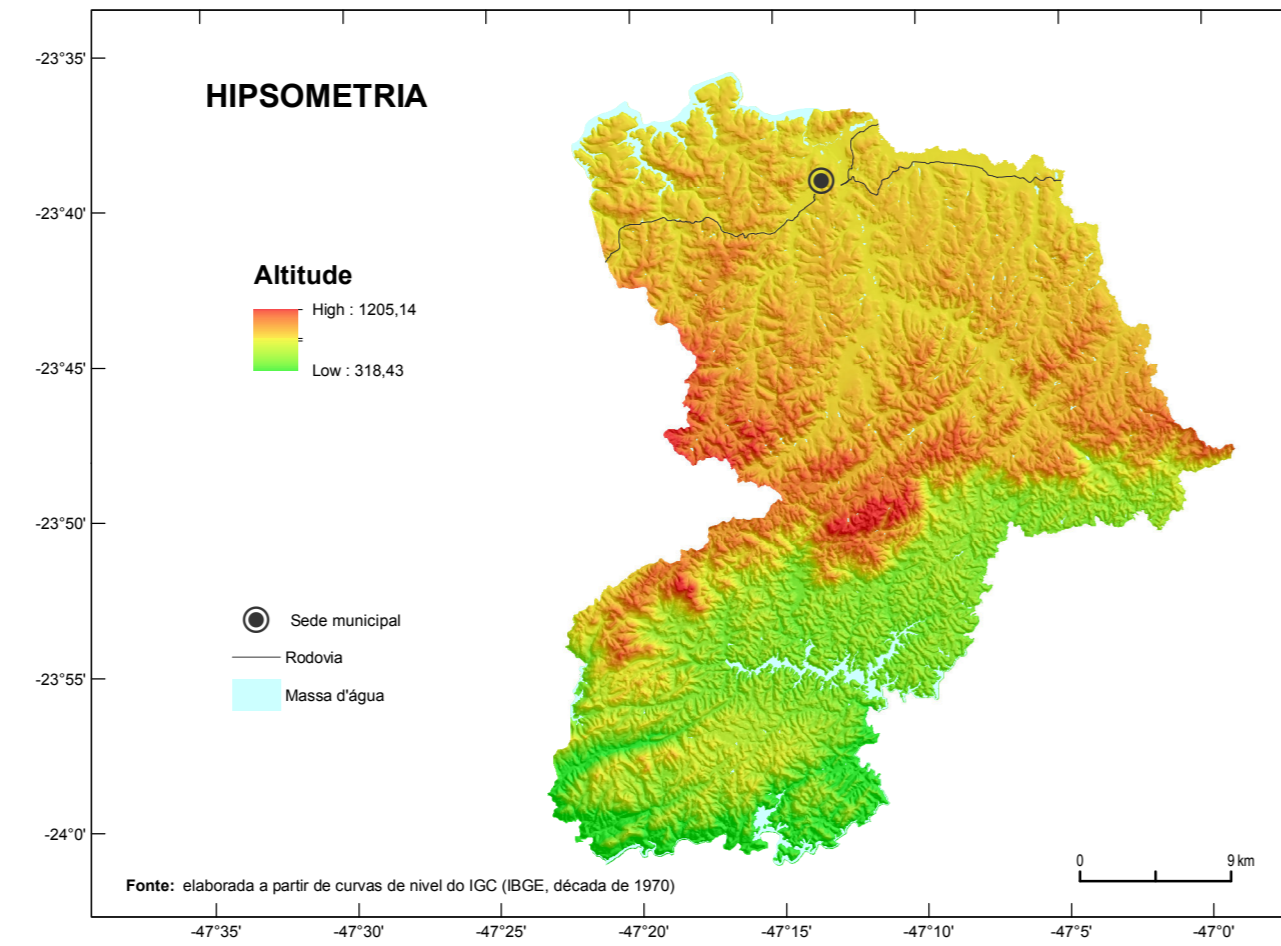 HIPSOMETRIA
-23°35'
-23°40'
-23°45'
-23°50'
-23°55'
-24°0'
Altitude
High : 1205,14
Low : 318,43
Sede municipal
Rodovia
Massa d'água
0 9 km
Fonte: elaborada a partir de curvas de nivel do IGC (IBGE, década de 1970)
-47°35' -47°30' -47°25' -47°20' -47°15' -47°10' -47°5' -47°0'